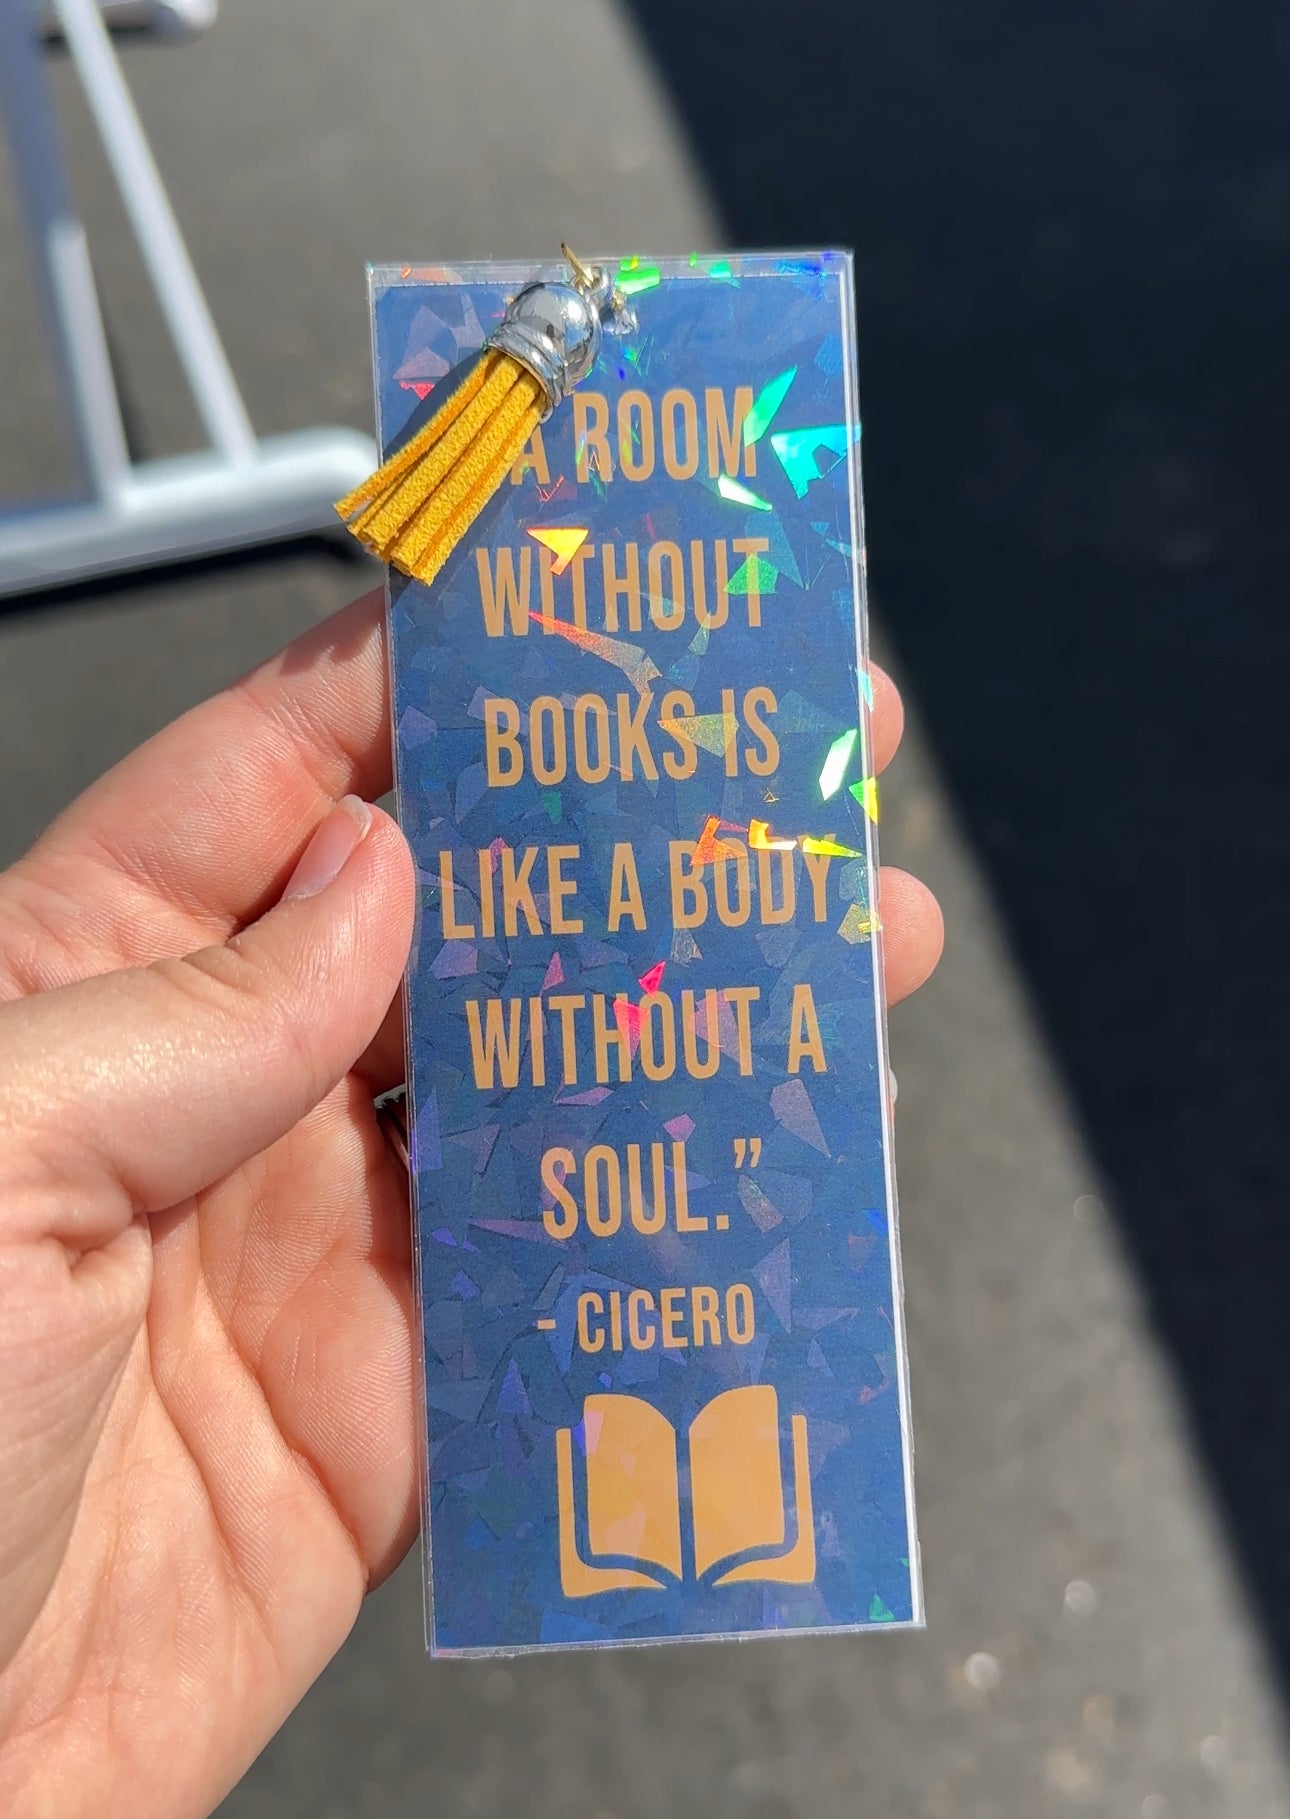 A ROOM
WITHOUT
BOOKS IS
LIKE A BODY
WITHOUT A
SOUL.”
- CICERO